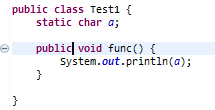 public class Test1 {
    static char a;
    public void func() {
        System.out.println(a);
    }
}